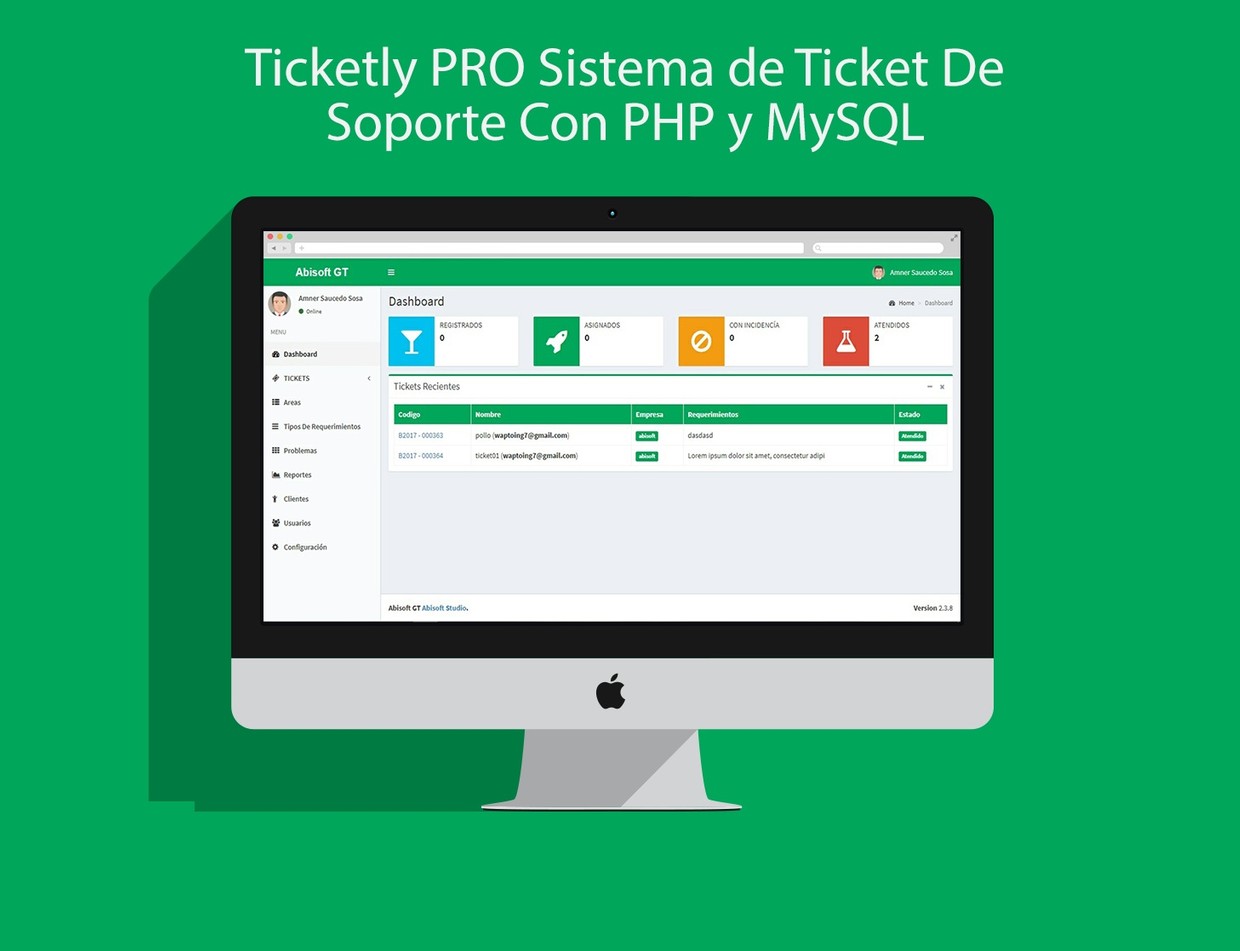 Ticketly PRO Sistema de Ticket De
Soporte Con PHP y MySQL
Abisoft GT
Amner Saucedo Sosa
Amner Saucedo Sosa
Online
MENU
Dashboard
TICKETS
Areas
Tipos De Requerimientos
Problemas
Reportes
Clientes
Usuarios
Configuración
Dashboard
Home > Dashboard
REGISTRADOS
0
ASIGNADOS
0
CON INCIDENCÍA
0
ATENDIDOS
2
Tickets Recientes
Codigo Nombre Empresa Requerimientos Estado
B2017 - 000363 pollo (waptoing7@gmail.com) abisoft dasdasd Atendido
B2017 - 000364 ticket01 (waptoing7@gmail.com) abisoft Lorem ipsum dolor sit amet, consectetur adipi Atendido
Abisoft GT Abisoft Studio. Version 2.3.8